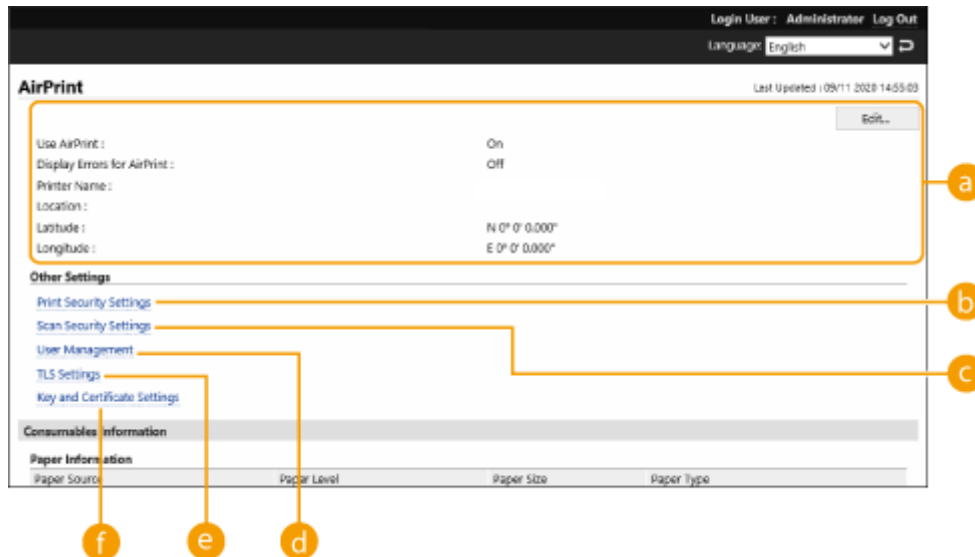 Login User : Administrator Log Out
Language: English
AirPrint
Last Updated : 09/11 2020 14:55:03
Edit...
Use AirPrint : On
Display Errors for AirPrint : Off
Printer Name :
Location :
Latitude : N 0° 0' 0.000"
Longitude : E 0° 0' 0.000"
a
Other Settings
Print Security Settings
b
Scan Security Settings
User Management
c
TLS Settings
Key and Certificate Settings
Consumables Information
Paper Information
Paper Source Paper Level Paper Size Paper Type
f e d